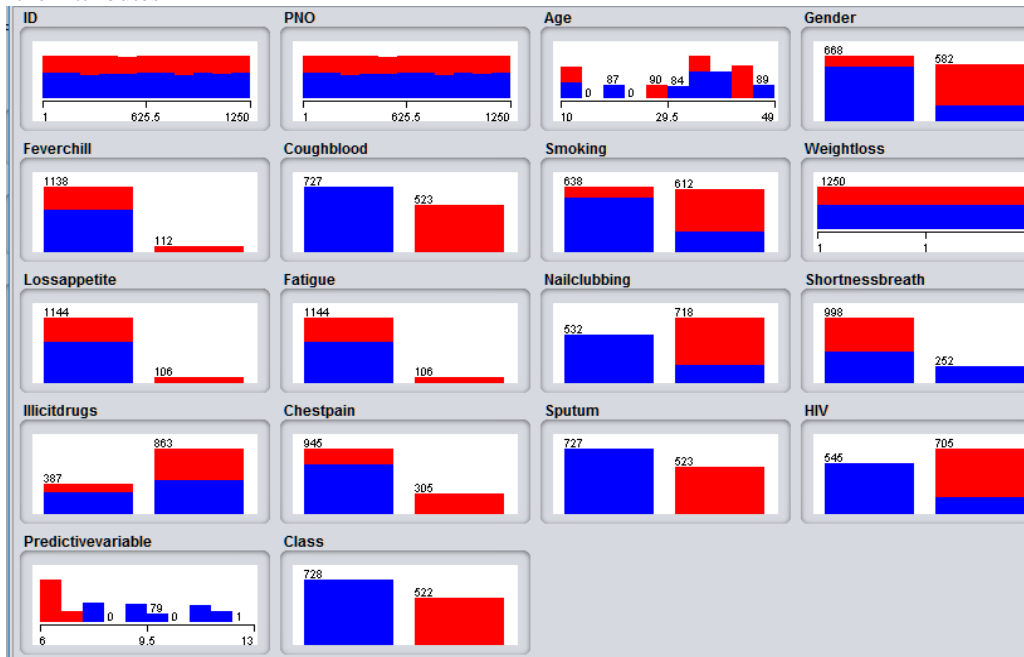 ID PNO Age Gender
668
582
87 90 84 89
0 0
1 625.5 1250 1 625.5 1250 10 29.5 49
Feverchill Coughblood Smoking Weightloss
1138 727 638 612 1250
523
112
1 1
Lossappetite Fatigue Nailclubbing Shortnessbreath
1144 1144 718 998
532
106 106 252
Illicitdrugs Chestpain Sputum HIV
863 945 727 705
387 305 523 545
Predictivevariable Class
728
522
0 79 0 1
6 9.5 13